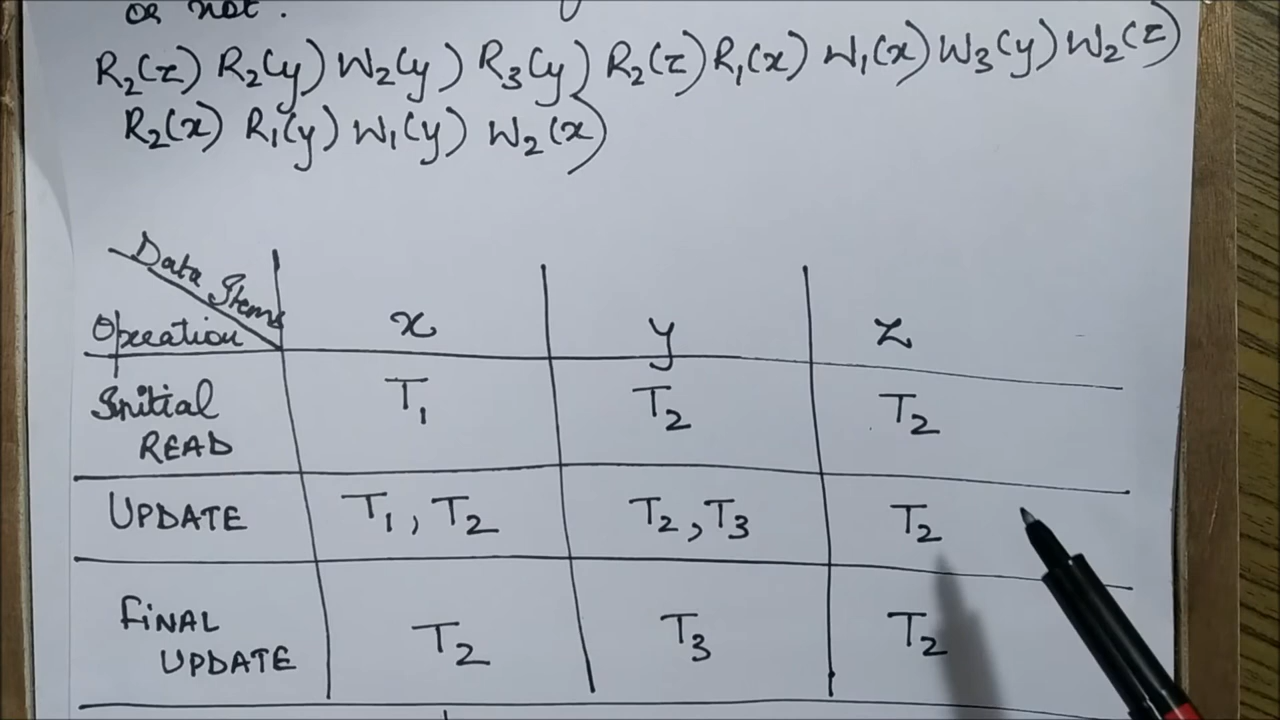 or not.
R₂(z) R₂(y) W₂(y) R₃(y) R₂(z) R₁(x) W₁(x) W₃(y) W₂(z)
R₂(x) R₁(y) W₁(y) W₂(x)
Data Items
Operation x y z
Initial READ T₁ T₂ T₂
UPDATE T₁, T₂ T₂, T₃ T₂
FINAL UPDATE T₂ T₃ T₂